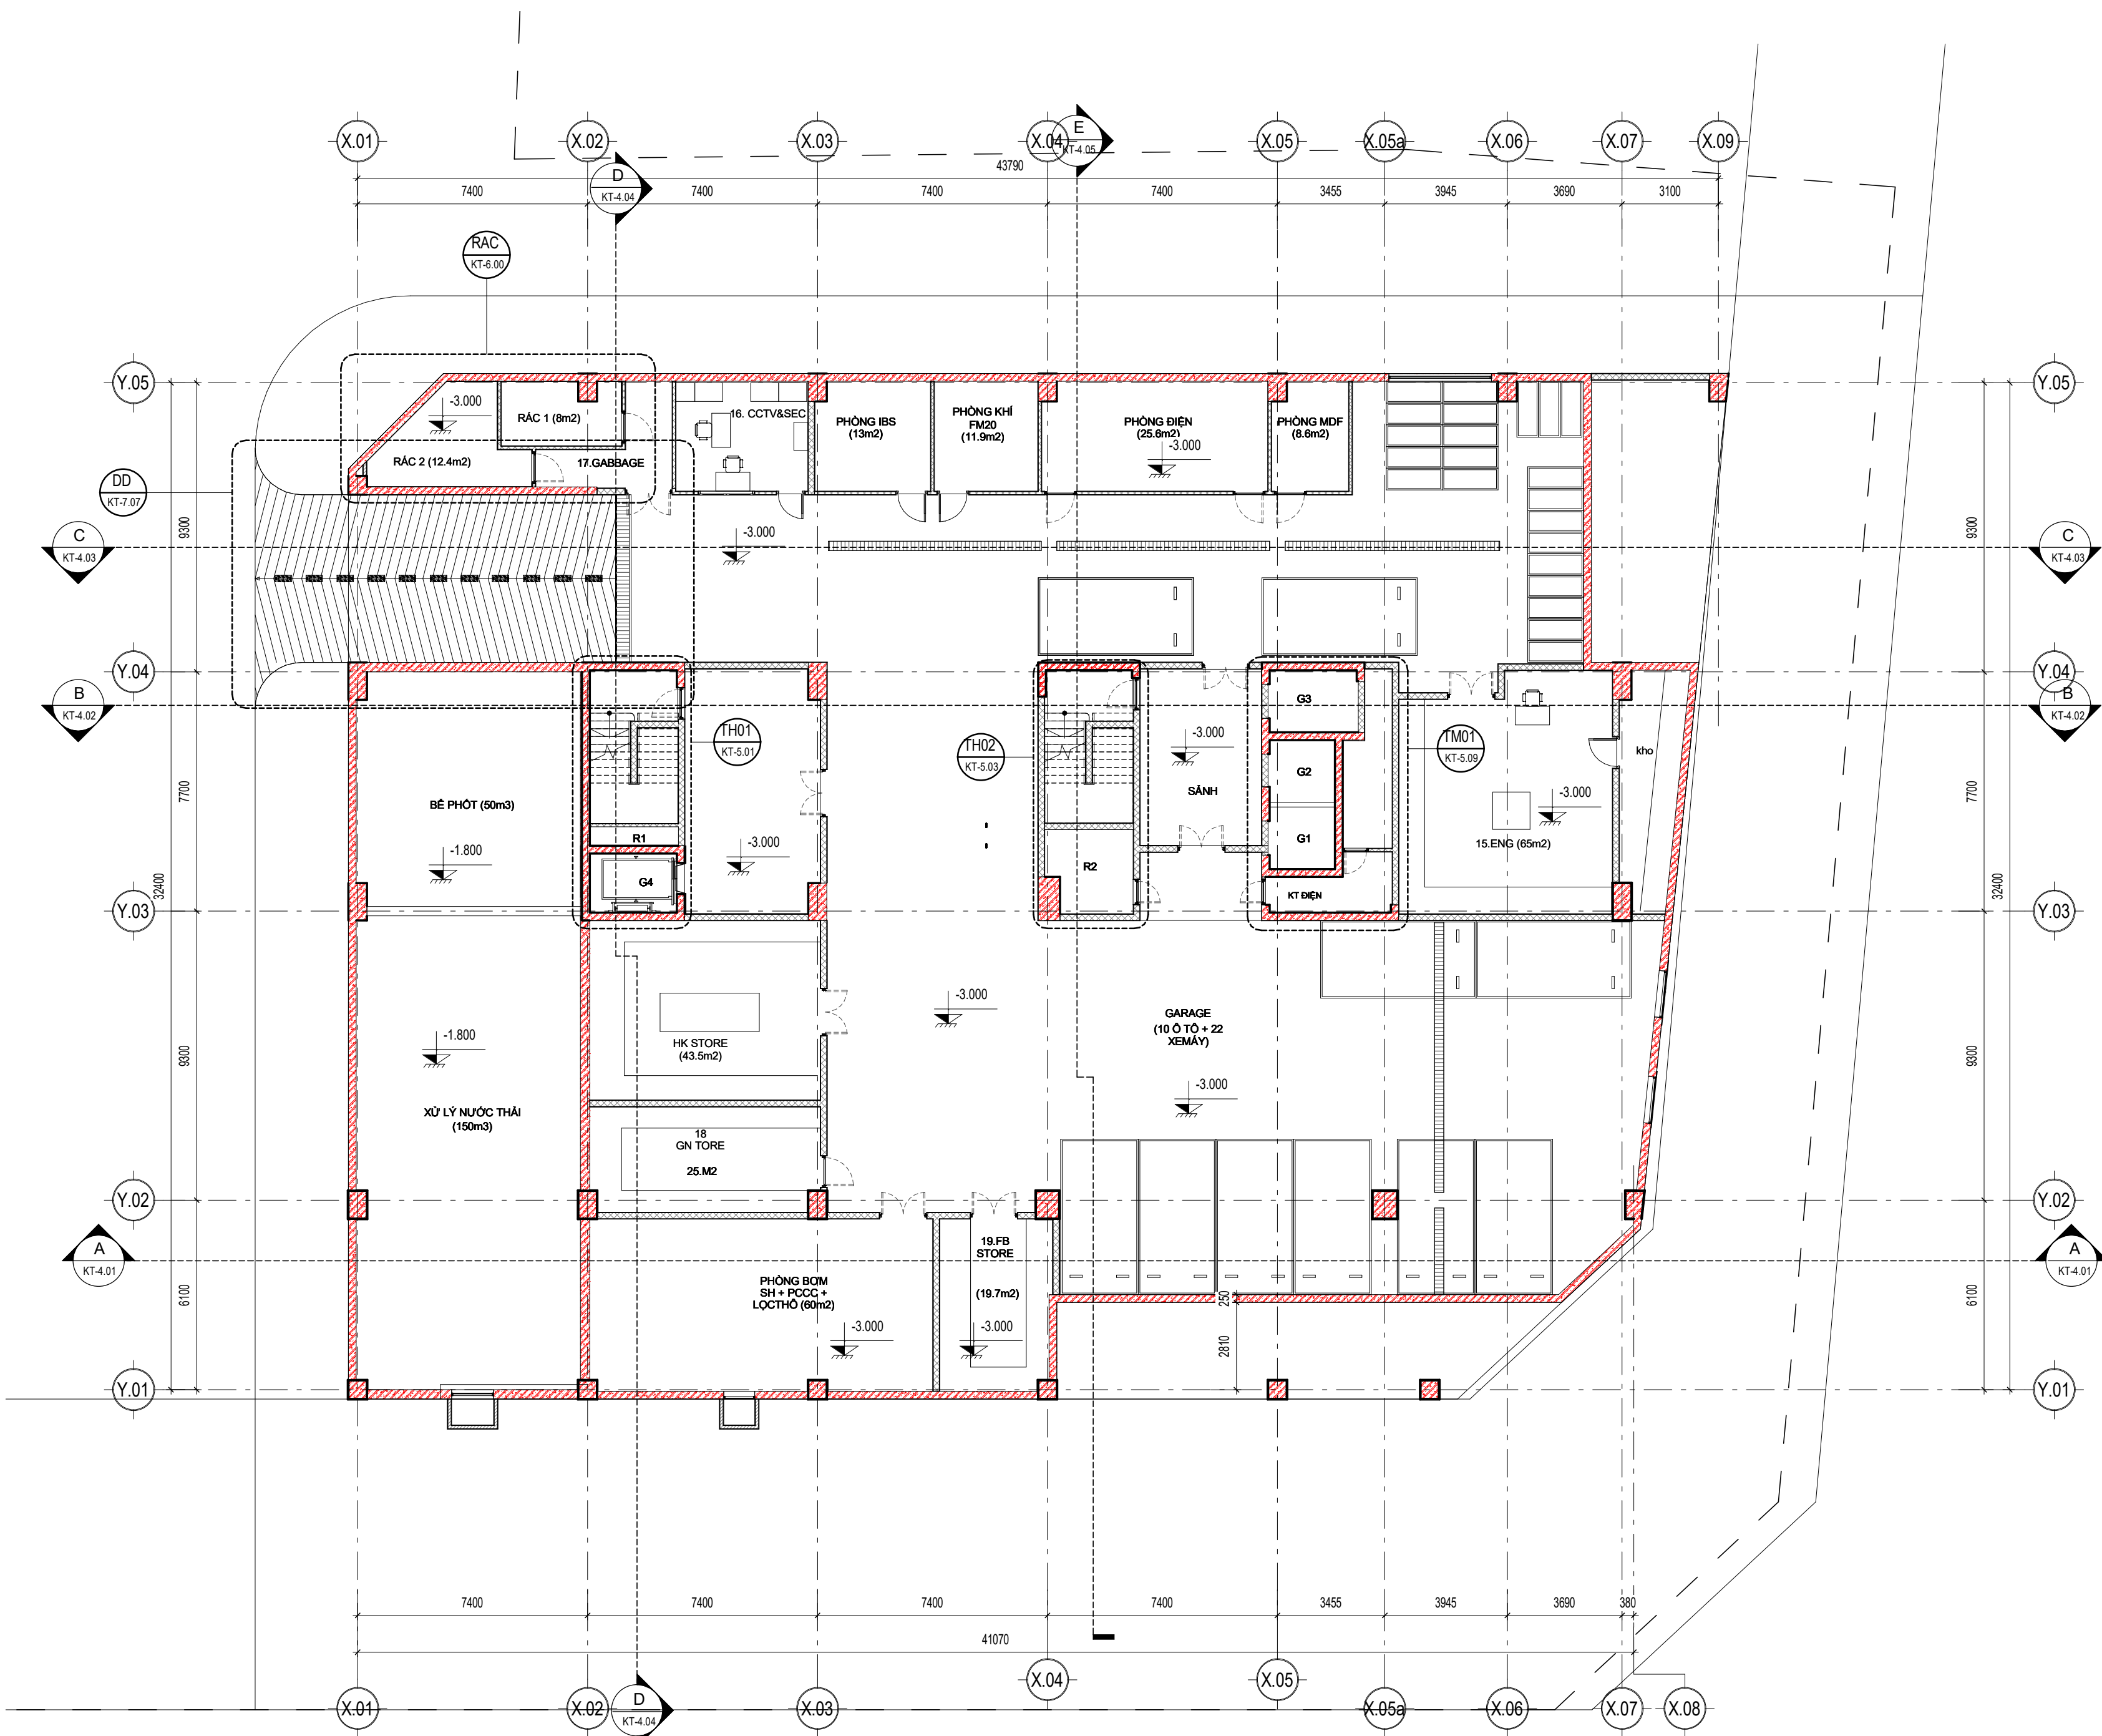 X.01
X.02
X.03
X.04
E
KT-4.05
X.05
X.05a
X.06
X.07
X.09
43790
7400
D
KT-4.04
7400
7400
7400
3455
3945
3690
3100
RAC
KT-6.00
Y.05
Y.05
-3.000
RÁC 1 (8m2)
16. CCTV&SEC
PHÒNG IBS
(13m2)
PHÒNG KHÍ
FM20
(11.9m2)
PHÒNG ĐIỆN
(25.6m2)
-3.000
PHÒNG MDF
(8.6m2)
RÁC 2 (12.4m2)
17.GABBAGE
DD
KT-7.07
C
KT-4.03
9300
-3.000
9300
C
KT-4.03
Y.04
Y.04
B
KT-4.02
B
KT-4.02
G3
TH01
KT-5.01
TH02
KT-5.03
-3.000
TM01
KT-5.09
kho
7700
G2
7700
SẢNH
BỂ PHỐT (50m3)
-3.000
R1
-3.000
G1
15.ENG (65m2)
-1.800
R2
G4
KT ĐIỆN
32400
32400
Y.03
Y.03
-3.000
GARAGE
(10 Ô TÔ + 22
XEMÁY)
-1.800
HK STORE
(43.5m2)
9300
9300
-3.000
XỬ LÝ NƯỚC THẢI
(150m3)
18
GN TORE
25.M2
Y.02
Y.02
A
KT-4.01
19.FB
STORE
A
KT-4.01
PHÒNG BƠM
SH + PCCC +
LỌCTHÔ (60m2)
(19.7m2)
6100
250
6100
-3.000
-3.000
2810
Y.01
Y.01
7400
7400
7400
7400
3455
3945
3690
380
41070
X.01
X.02
D
KT-4.04
X.03
X.04
X.05
X.05a
X.06
X.07
X.08